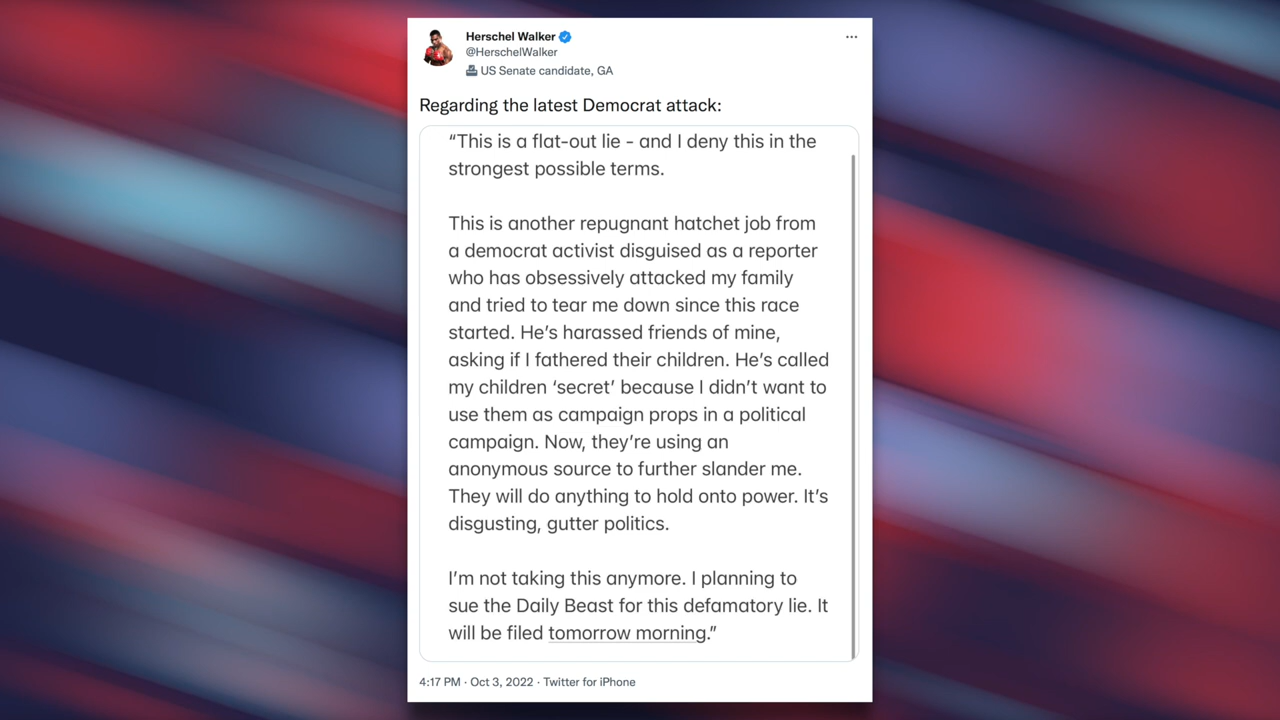 Herschel Walker
@HerschelWalker
US Senate candidate, GA
Regarding the latest Democrat attack:
“This is a flat-out lie - and I deny this in the
strongest possible terms.
This is another repugnant hatchet job from
a democrat activist disguised as a reporter
who has obsessively attacked my family
and tried to tear me down since this race
started. He’s harassed friends of mine,
asking if I fathered their children. He’s called
my children ‘secret’ because I didn’t want to
use them as campaign props in a political
campaign. Now, they’re using an
anonymous source to further slander me.
They will do anything to hold onto power. It’s
disgusting, gutter politics.
I’m not taking this anymore. I planning to
sue the Daily Beast for this defamatory lie. It
will be filed tomorrow morning.”
4:17 PM · Oct 3, 2022 · Twitter for iPhone